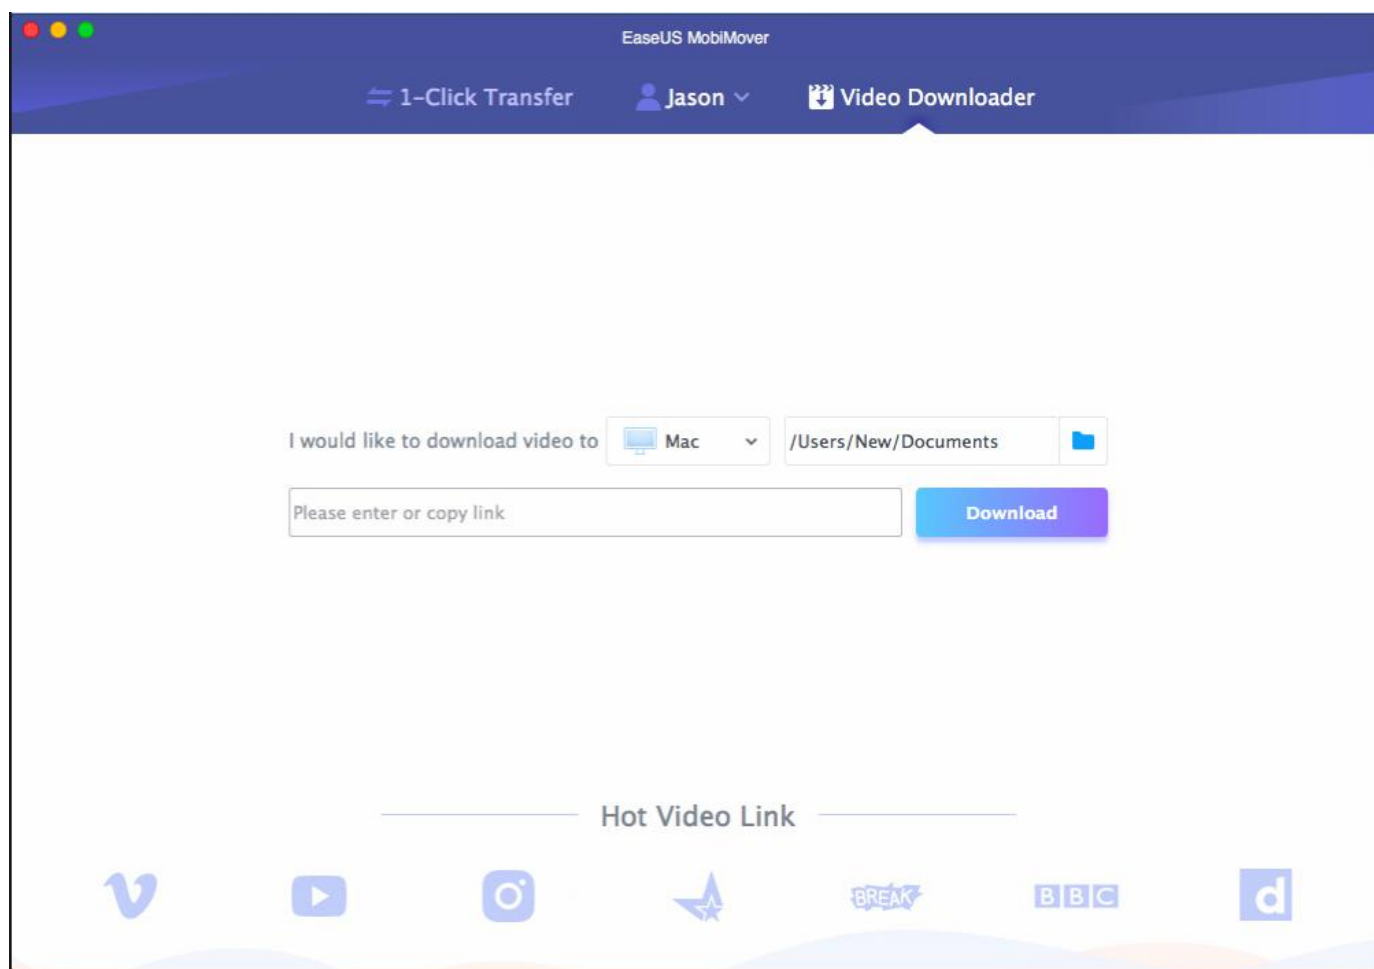 EaseUS MobiMover
1-Click Transfer Jason Video Downloader
I would like to download video to Mac /Users/New/Documents
Please enter or copy link Download
Hot Video Link
BREAK BBC d